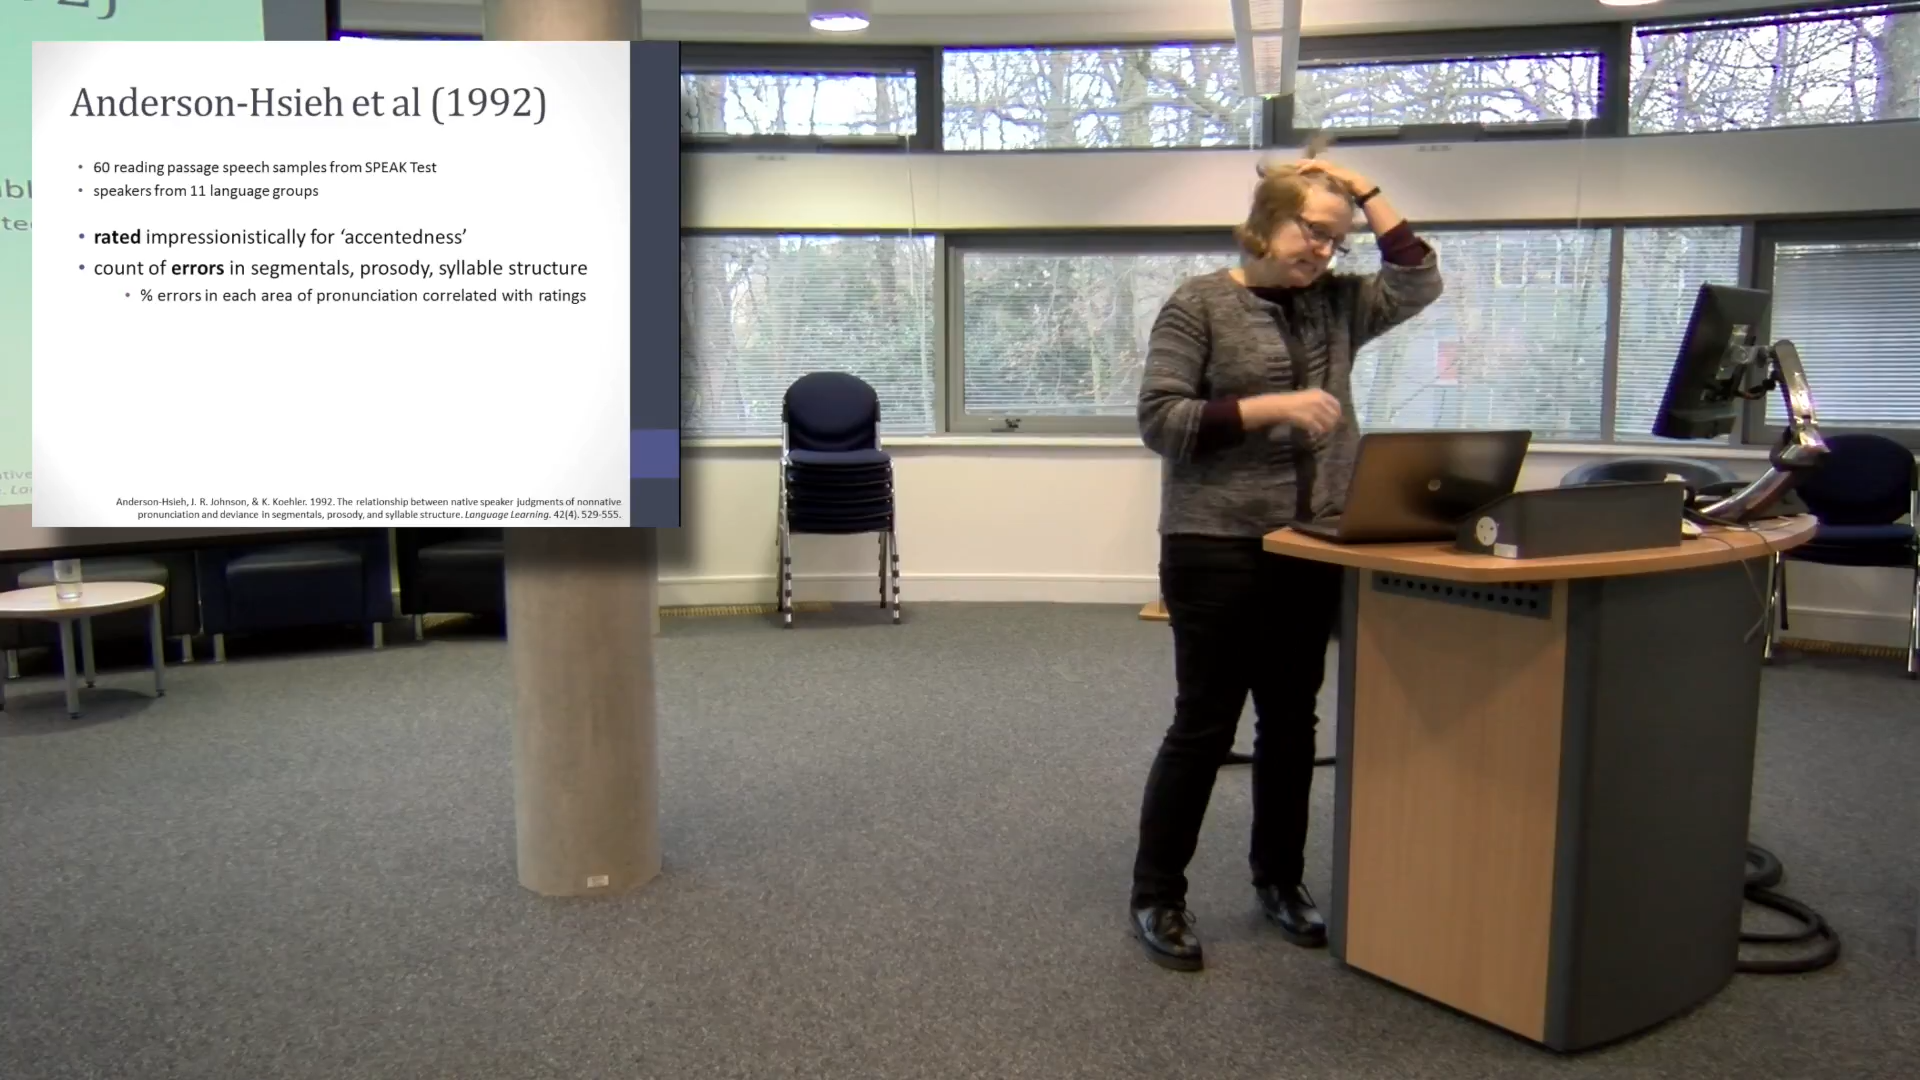 Anderson-Hsieh et al (1992)
• 60 reading passage speech samples from SPEAK Test
• speakers from 11 language groups
• rated impressionistically for ‘accentedness’
• count of errors in segmentals, prosody, syllable structure
• % errors in each area of pronunciation correlated with ratings
Anderson-Hsieh, J. R. Johnson, & K. Koehler. 1992. The relationship between native speaker judgments of nonnative
pronunciation and deviance in segmentals, prosody, and syllable structure. Language Learning. 42(4). 529-555.